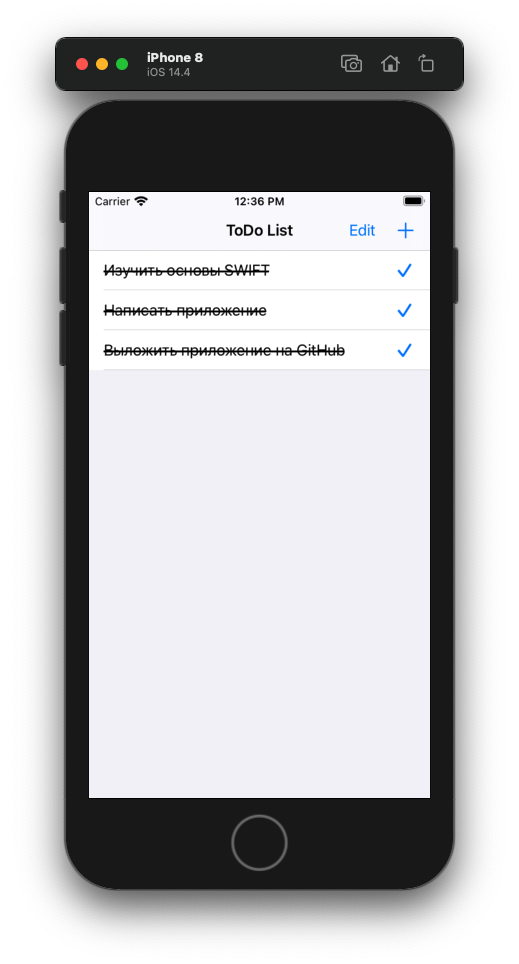 iPhone 8
iOS 14.4
Carrier 12:36 PM
ToDo List Edit
Изучить основы SWIFT
Написать приложение
Выложить приложение на GitHub